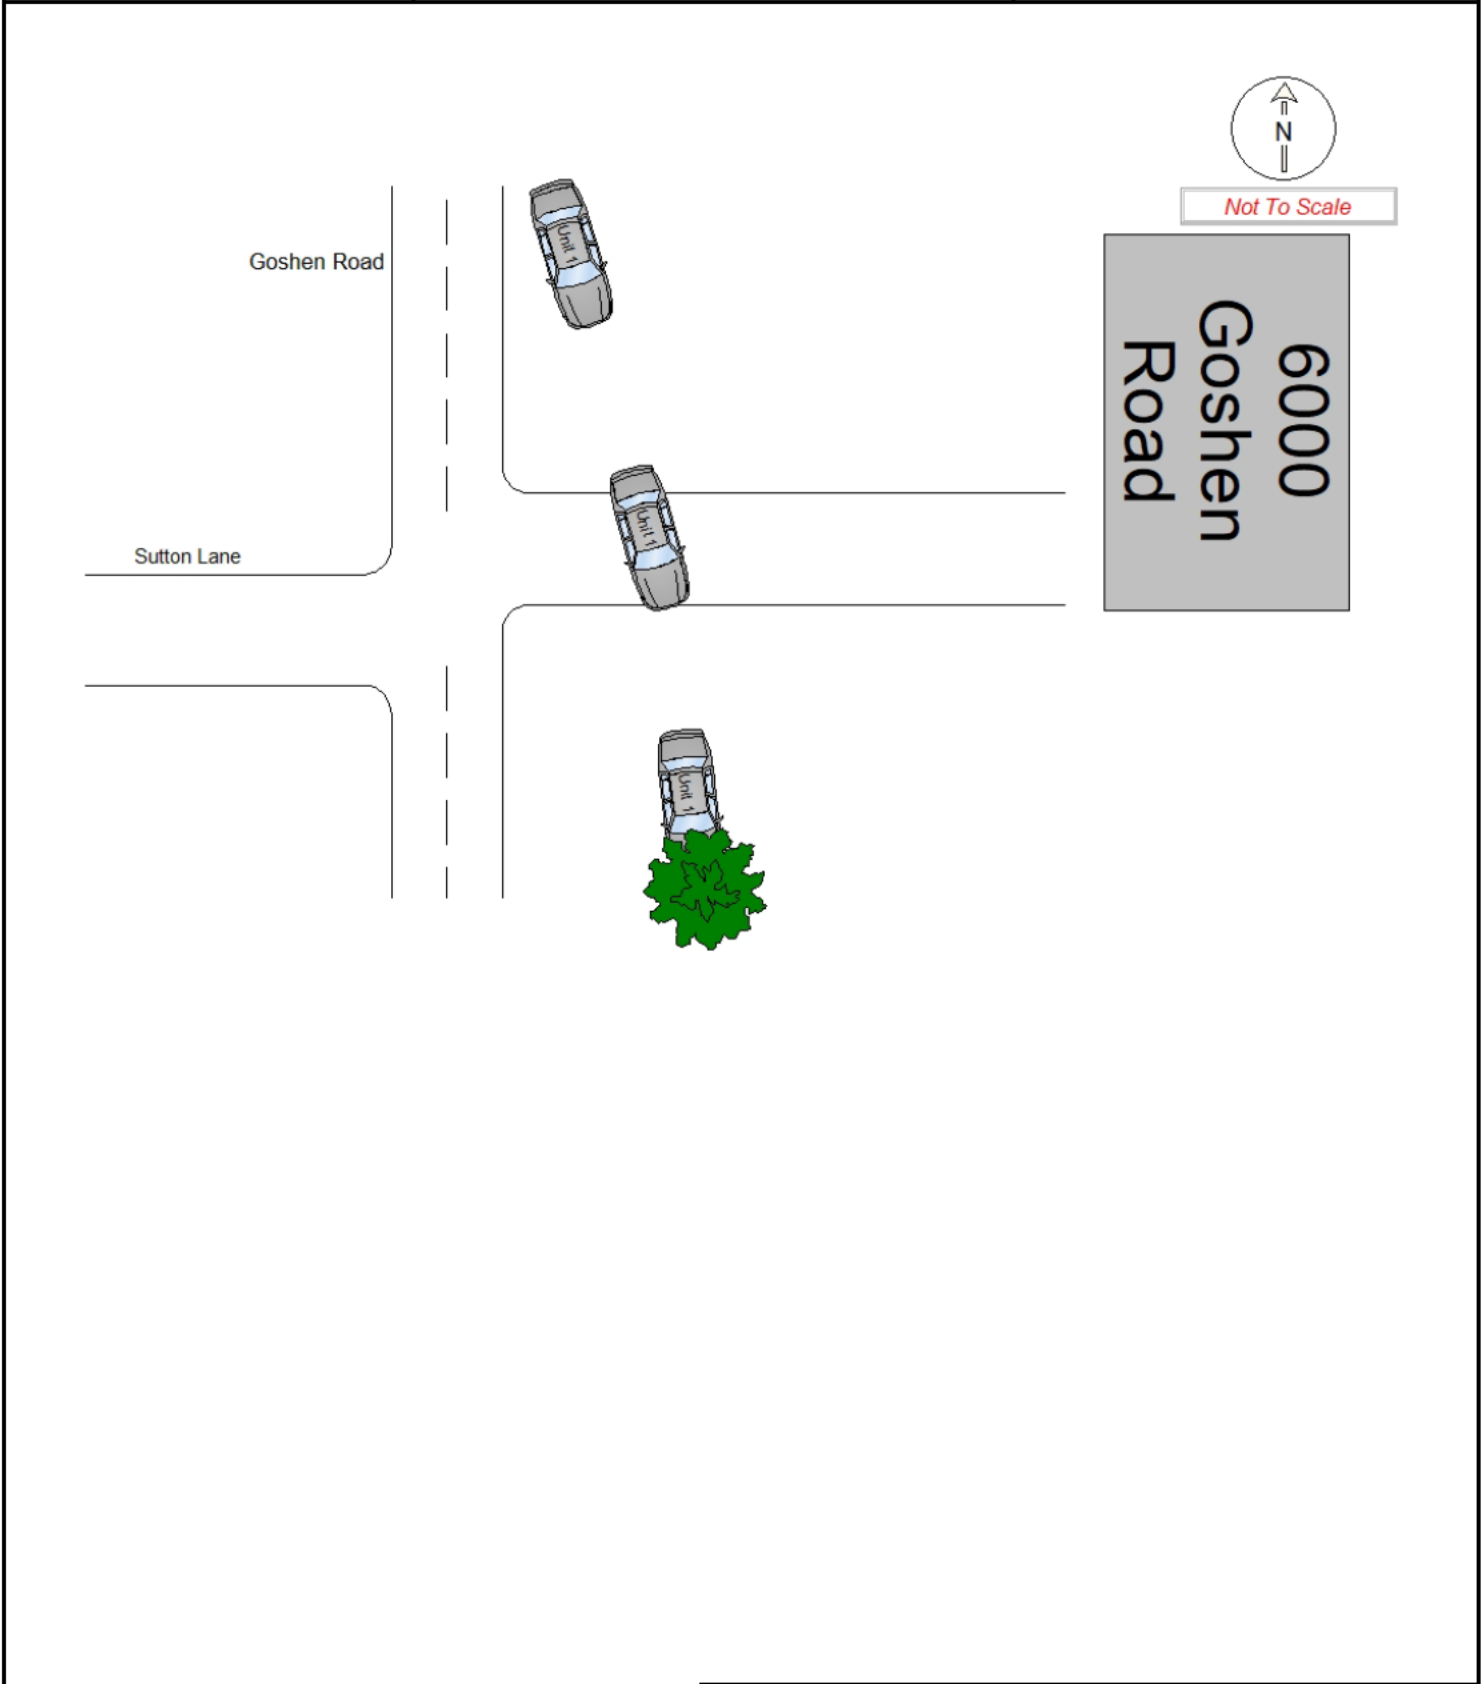 N
Not To Scale
Goshen Road
Unit 1
6000
Goshen
Road
Sutton Lane
Unit 1
Unit 1